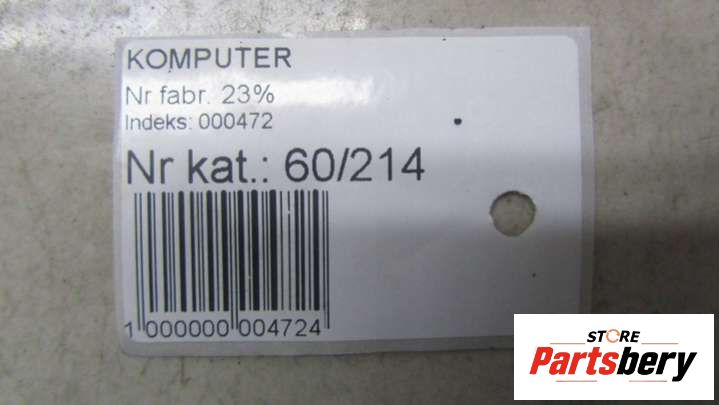 KOMPUTER
Nr fabr. 23%
Indeks: 000472
Nr kat.: 60/214
1 000000 004724
STORE
Partsbery